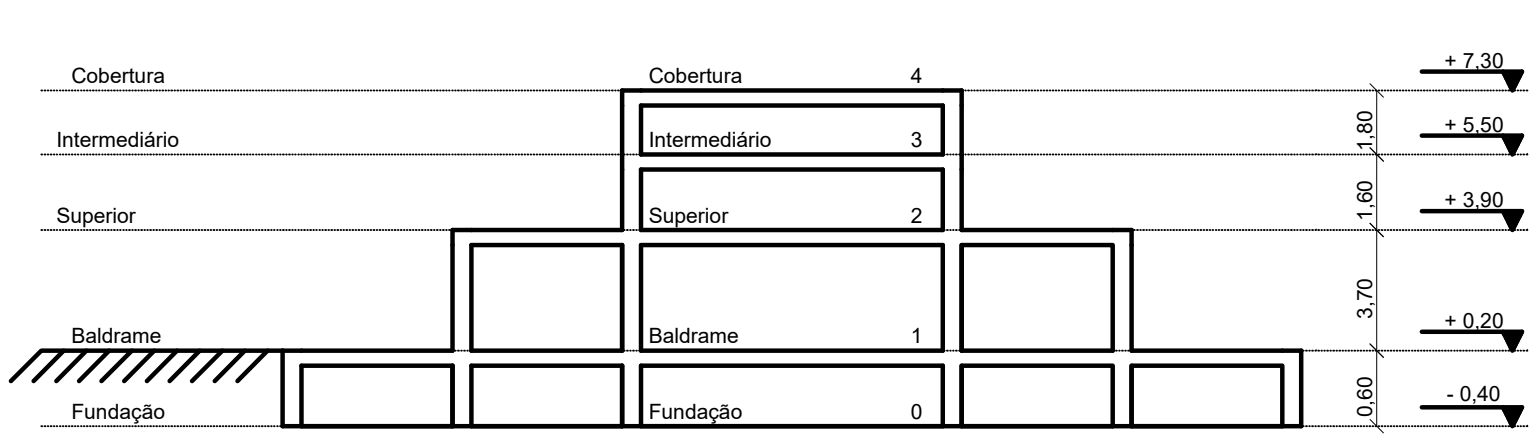 Cobertura Cobertura 4 + 7,30
1,80
Intermediário Intermediário 3 + 5,50
1,60
Superior Superior 2 + 3,90
3,70
Baldrame Baldrame 1 + 0,20
0,60
Fundação Fundação 0 - 0,40